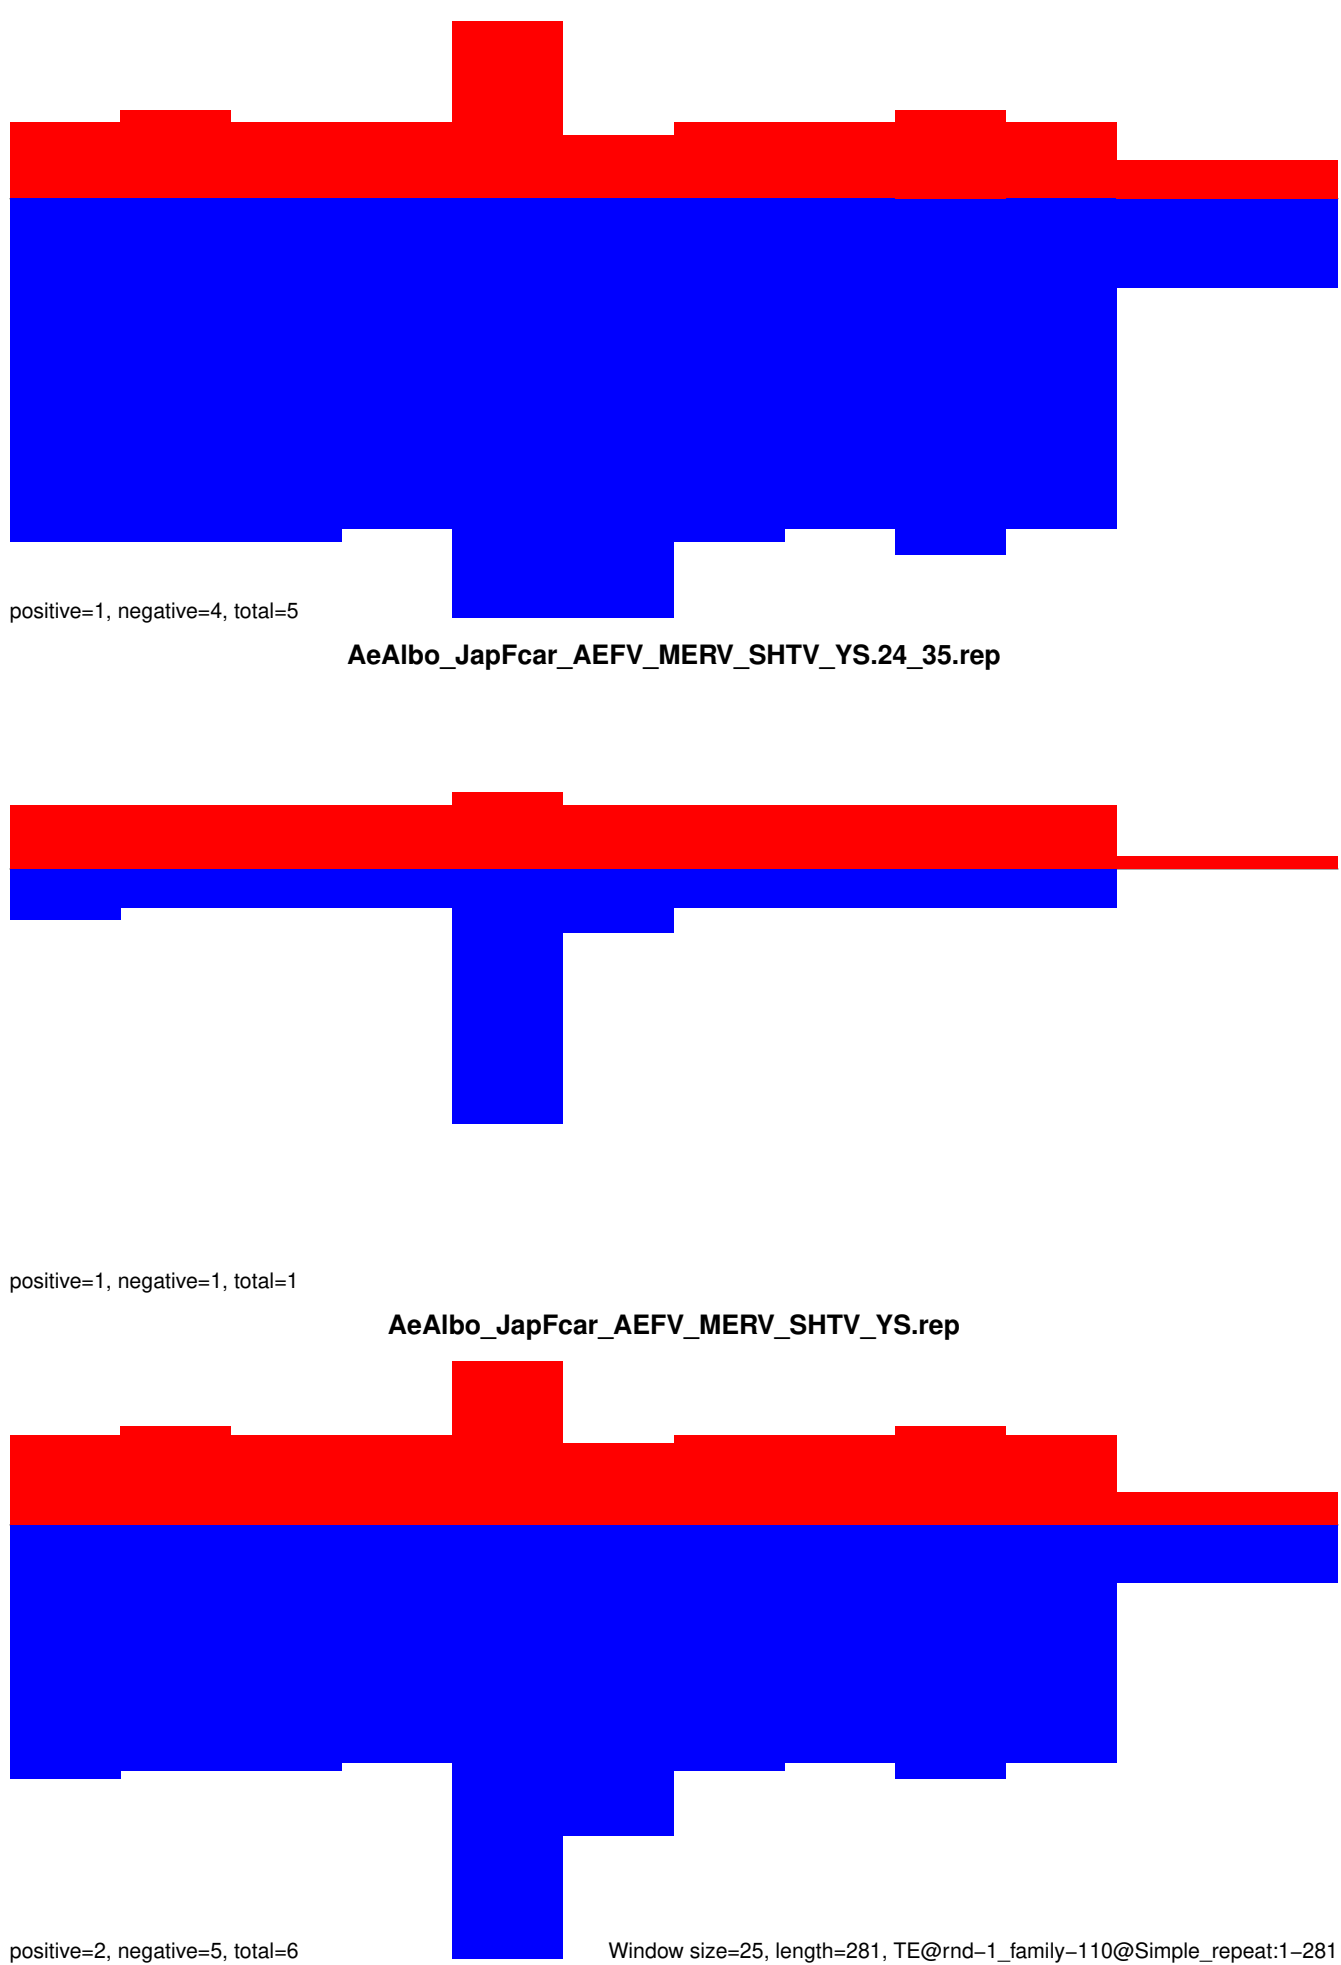 positive=1, negative=4, total=5
AeAlbo_JapFcar_AEFV_MERV_SHTV_YS.24_35.rep
positive=1, negative=1, total=1
AeAlbo_JapFcar_AEFV_MERV_SHTV_YS.rep
positive=2, negative=5, total=6
Window size=25, length=281, TE@rnd−1_family−110@Simple_repeat:1−281